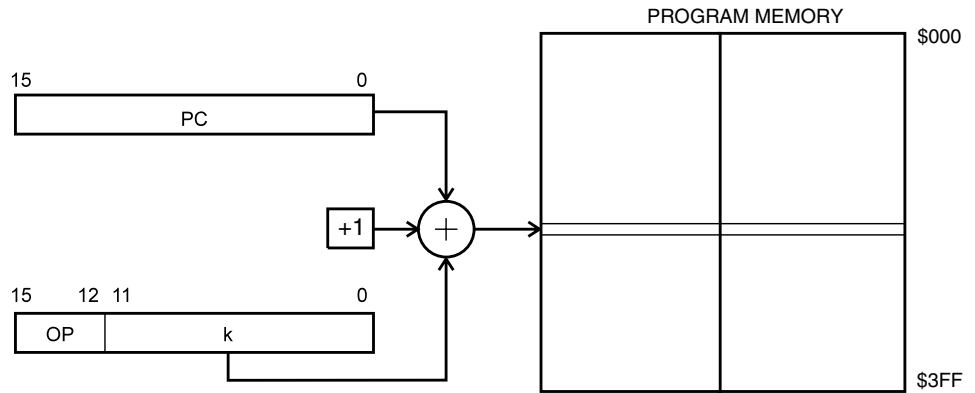 PROGRAM MEMORY
$000
15 0
PC
+1
+
15 12 11 0
OP k
$3FF